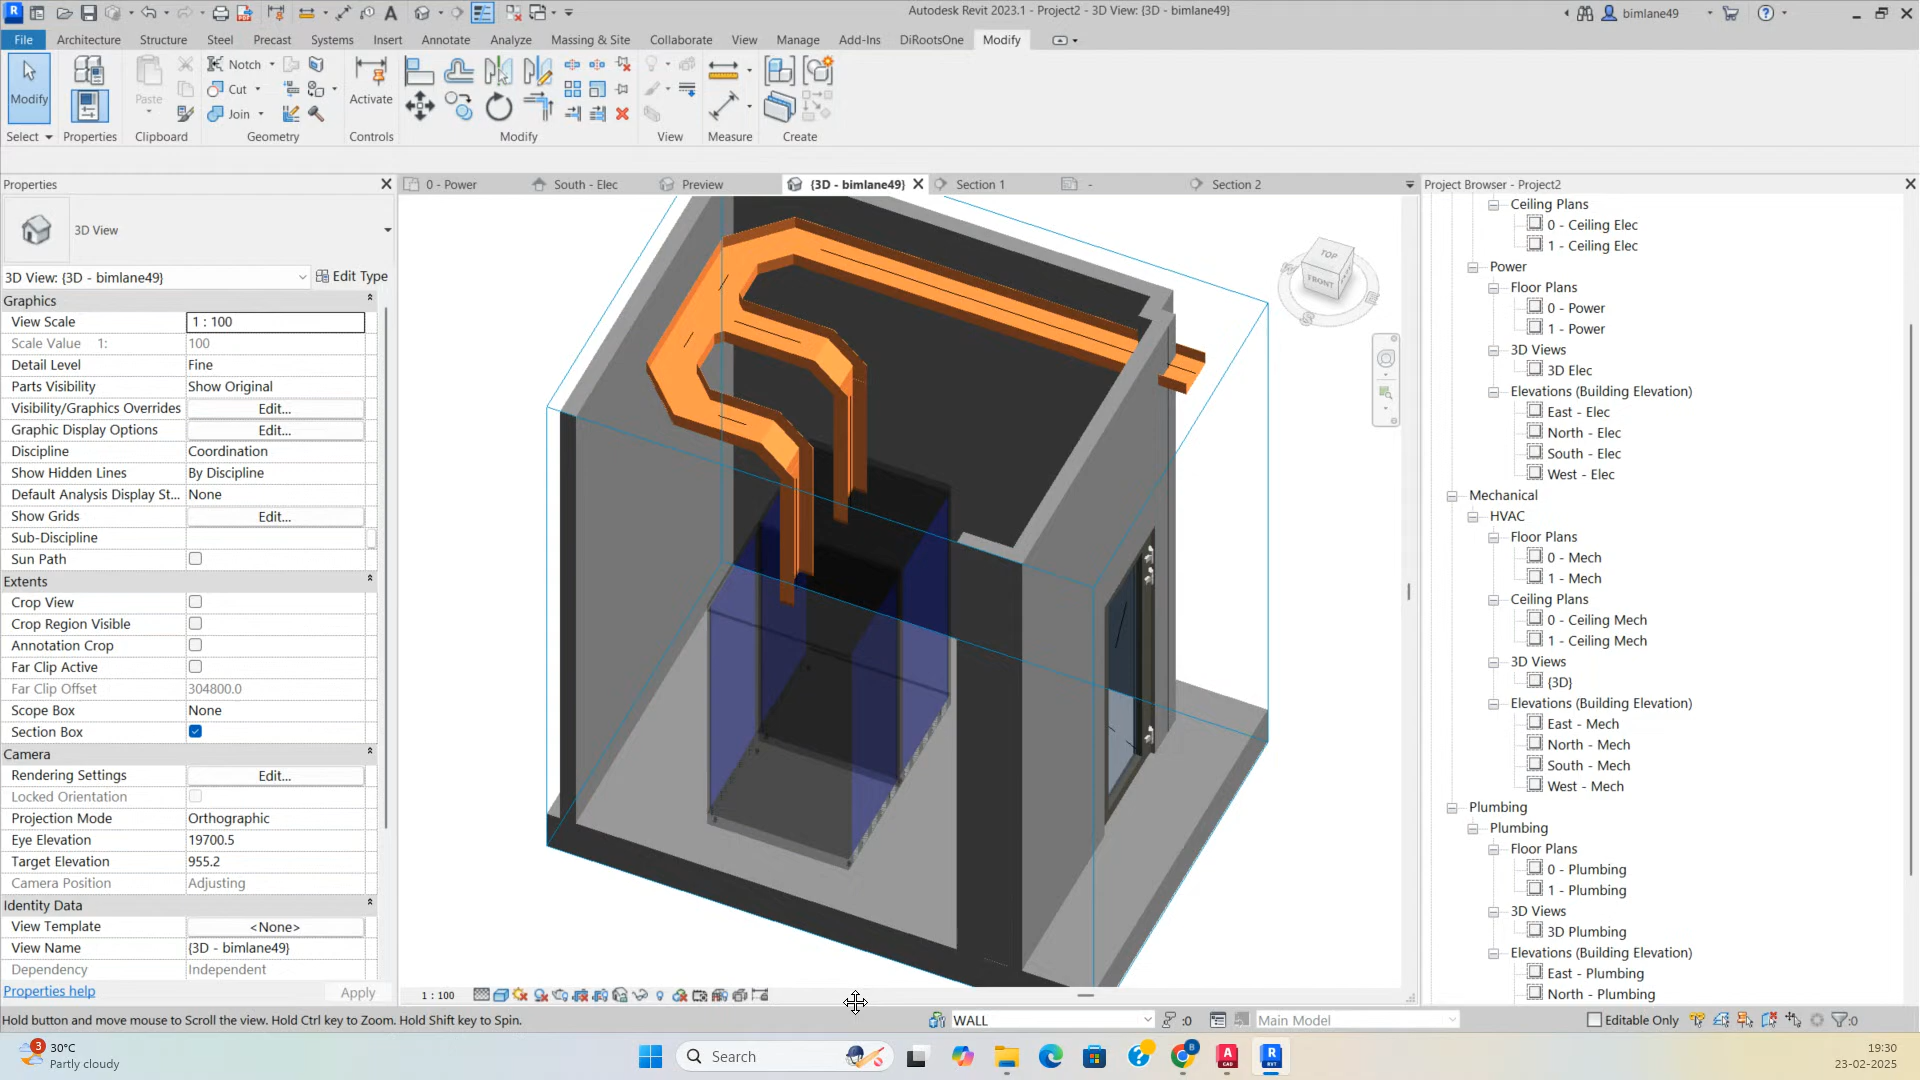 Autodesk Revit 2023.1 - Project2 - 3D View: {3D - bimlane49}
bimlane49
File Architecture Structure Steel Precast Systems Insert Annotate Analyze Massing & Site Collaborate View Manage Add-Ins DiRootsOne Modify
Modify
Paste
Notch
Cut
Join
Activate
Select Properties Clipboard Geometry Controls Modify View Measure Create
Properties
0 - Power South - Elec Preview {3D - bimlane49} Section 1 - Section 2
Project Browser - Project2
3D View
3D View: {3D - bimlane49} Edit Type
Graphics
View Scale 1 : 100
Scale Value 1: 100
Detail Level Fine
Parts Visibility Show Original
Visibility/Graphics Overrides Edit...
Graphic Display Options Edit...
Discipline Coordination
Show Hidden Lines By Discipline
Default Analysis Display St... None
Show Grids Edit...
Sub-Discipline
Sun Path
Extents
Crop View
Crop Region Visible
Annotation Crop
Far Clip Active
Far Clip Offset 304800.0
Scope Box None
Section Box
Camera
Rendering Settings Edit...
Locked Orientation
Projection Mode Orthographic
Eye Elevation 19700.5
Target Elevation 955.2
Camera Position Adjusting
Identity Data
View Template <None>
View Name {3D - bimlane49}
Dependency Independent
Properties help Apply
TOP
FRONT
W
S
Ceiling Plans
0 - Ceiling Elec
1 - Ceiling Elec
Power
Floor Plans
0 - Power
1 - Power
3D Views
3D Elec
Elevations (Building Elevation)
East - Elec
North - Elec
South - Elec
West - Elec
Mechanical
HVAC
Floor Plans
0 - Mech
1 - Mech
Ceiling Plans
0 - Ceiling Mech
1 - Ceiling Mech
3D Views
{3D}
Elevations (Building Elevation)
East - Mech
North - Mech
South - Mech
West - Mech
Plumbing
Plumbing
Floor Plans
0 - Plumbing
1 - Plumbing
3D Views
3D Plumbing
Elevations (Building Elevation)
East - Plumbing
North - Plumbing
1 : 100
Hold button and move mouse to Scroll the view. Hold Ctrl key to Zoom. Hold Shift key to Spin.
WALL :0 Main Model Editable Only :0
3
30°C
Partly cloudy
Search
19:30
23-02-2025